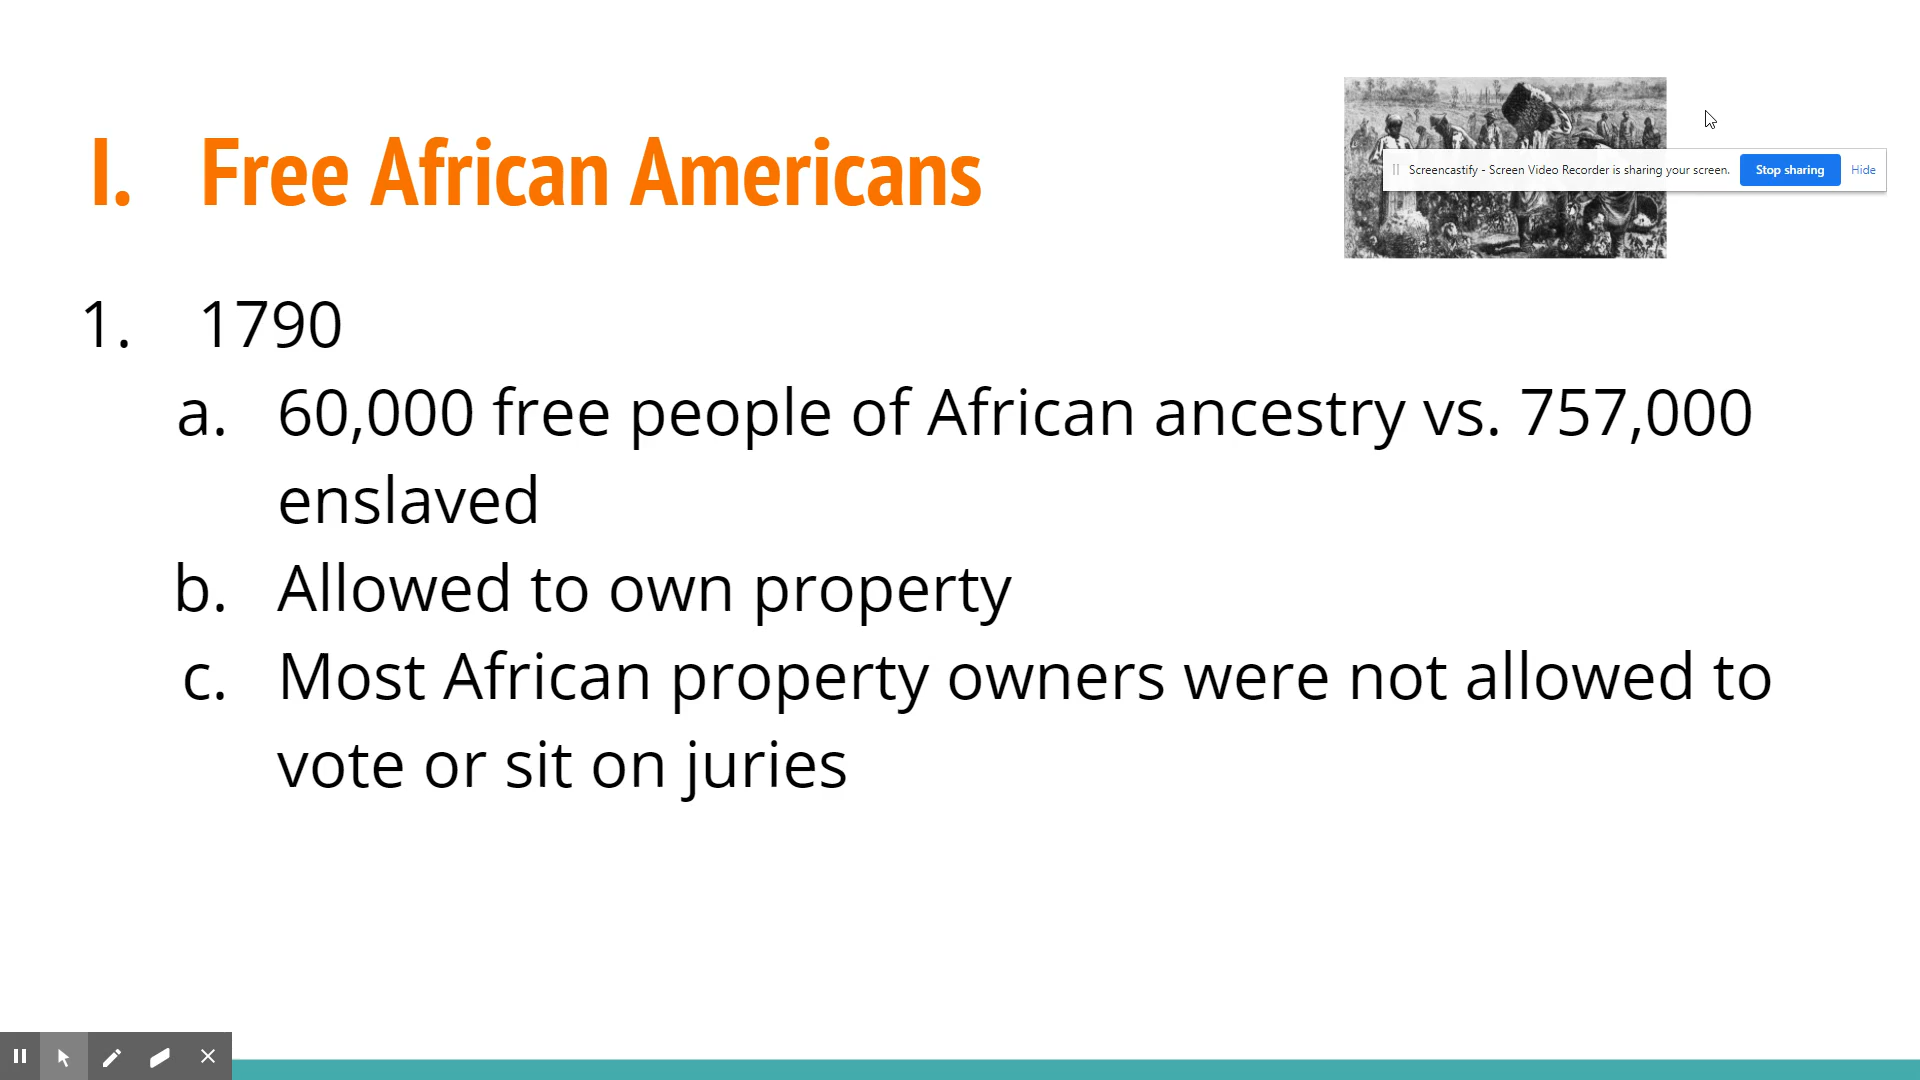 I. Free African Americans
Screencastify - Screen Video Recorder is sharing your screen. Stop sharing Hide
1. 1790
a. 60,000 free people of African ancestry vs. 757,000
enslaved
b. Allowed to own property
c. Most African property owners were not allowed to
vote or sit on juries